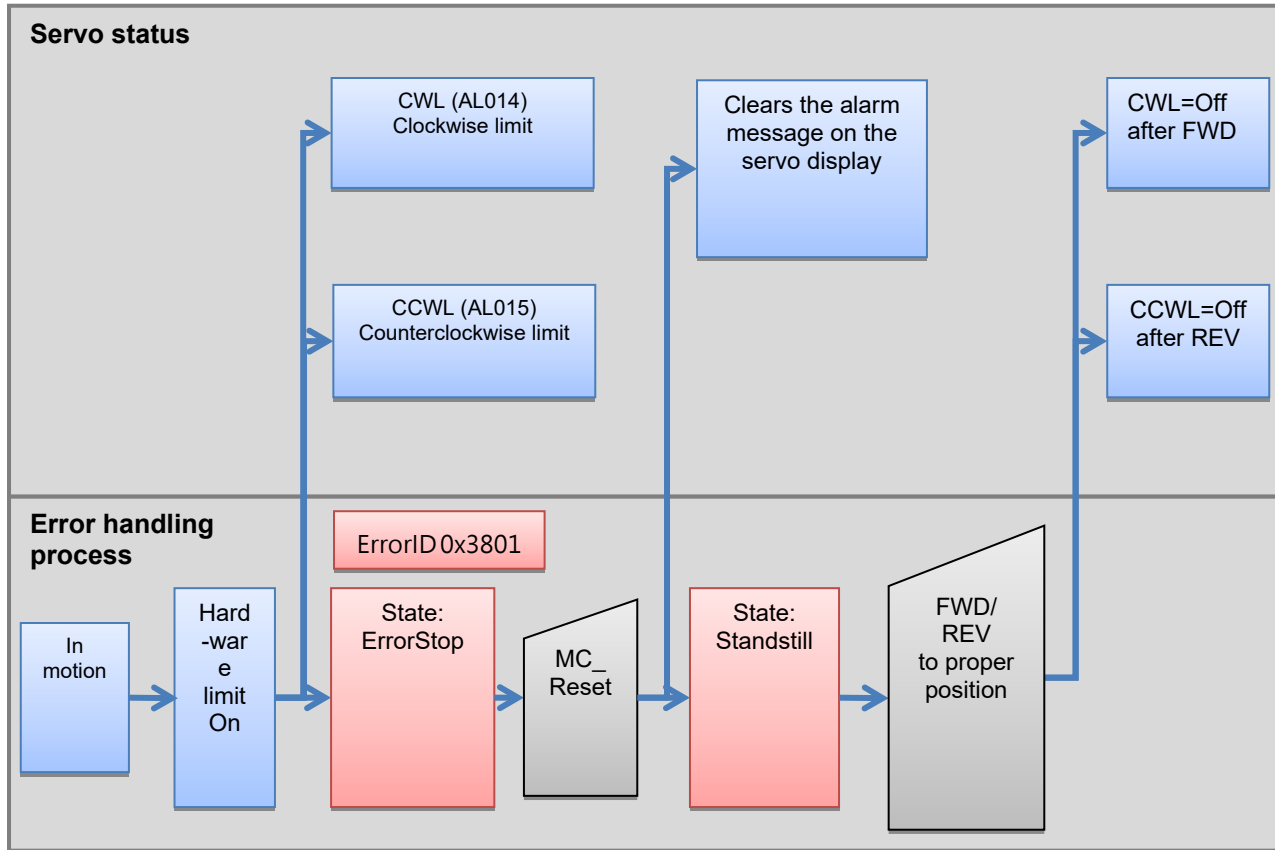 Servo status
CWL (AL014)
Clockwise limit
Clears the alarm
message on the
servo display
CWL=Off
after FWD
CCWL (AL015)
Counterclockwise limit
CCWL=Off
after REV
Error handling
process
ErrorID 0x3801
In
motion
Hard
-war
e
limit
On
State:
ErrorStop
MC_
Reset
State:
Standstill
FWD/
REV
to proper
position